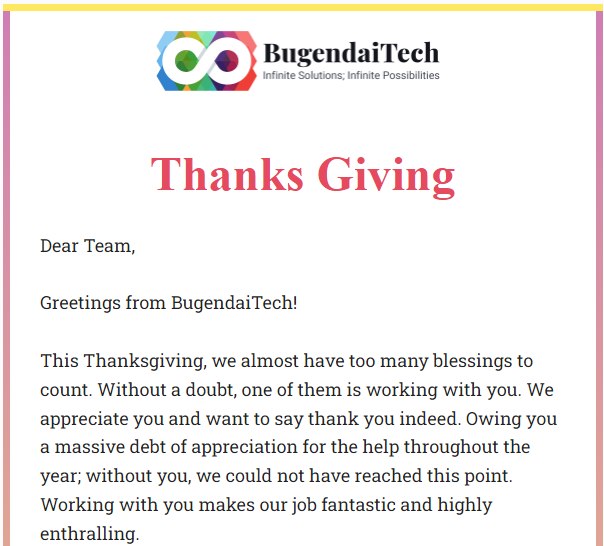 BugendaiTech
Infinite Solutions; Infinite Possibilities
Thanks Giving
Dear Team,
Greetings from BugendaiTech!
This Thanksgiving, we almost have too many blessings to
count. Without a doubt, one of them is working with you. We
appreciate you and want to say thank you indeed. Owing you
a massive debt of appreciation for the help throughout the
year; without you, we could not have reached this point.
Working with you makes our job fantastic and highly
enthralling.